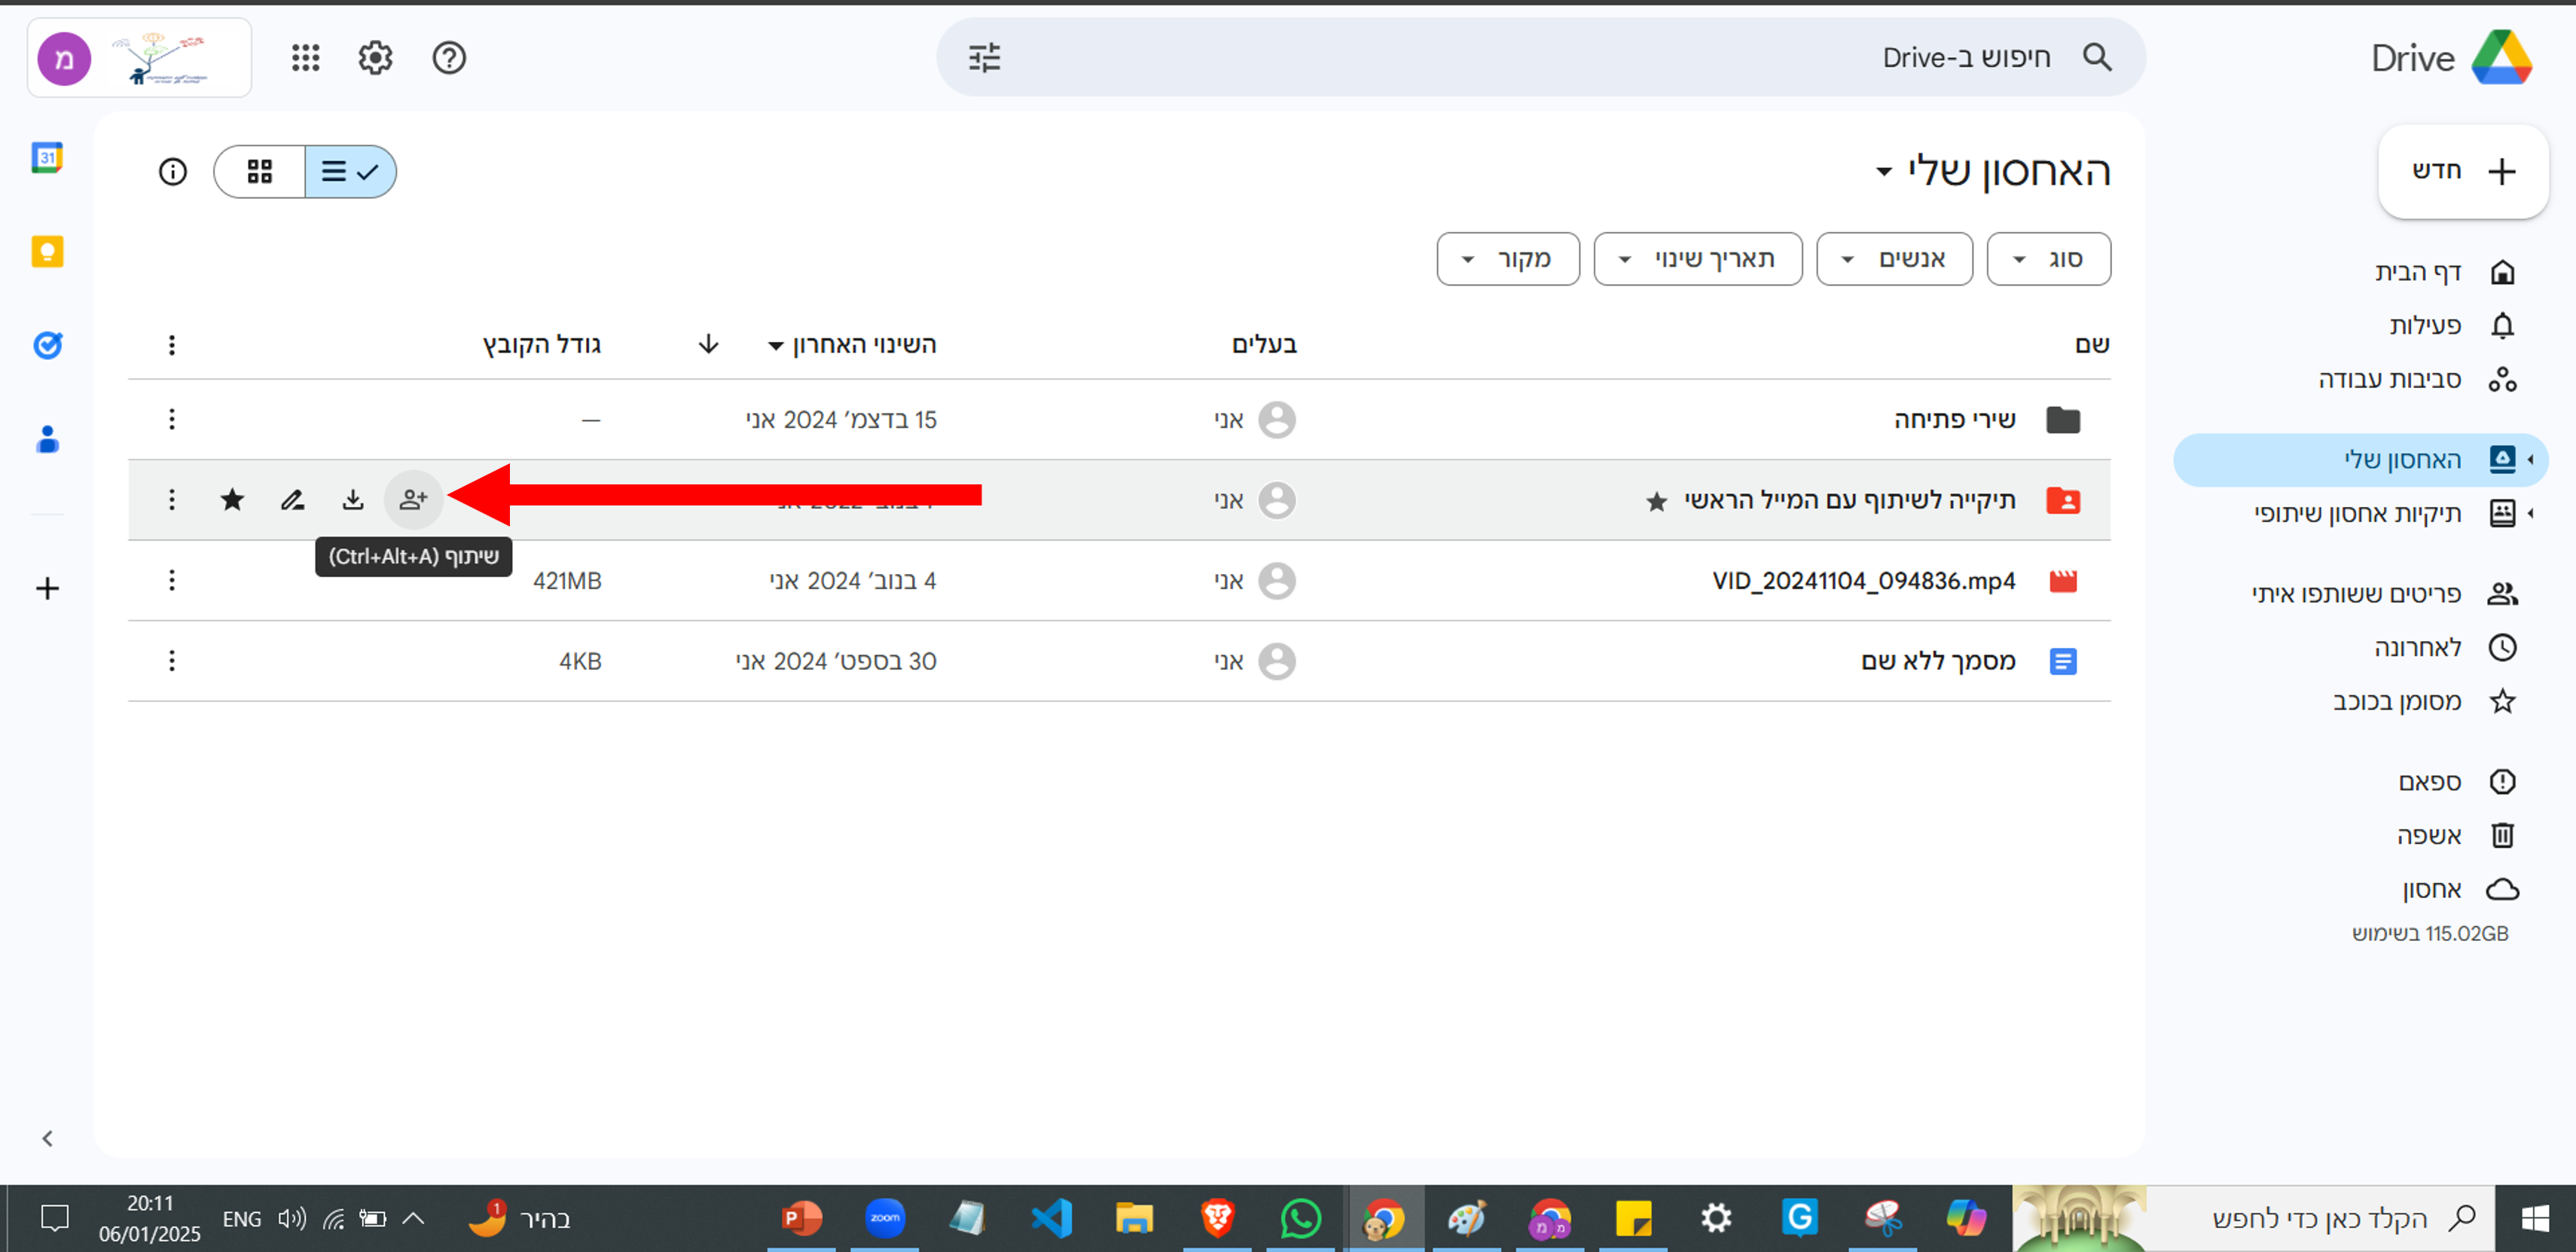 Drive
חיפוש ב-Drive
מ
חדש
דף הבית
פעילות
סביבות עבודה
האחסון שלי
תיקיות אחסון שיתופי
פריטים ששותפו איתי
לאחרונה
מסומן בכוכב
ספאם
אשפה
אחסון
115.02GB בשימוש
האחסון שלי
סוג
אנשים
תאריך שינוי
מקור
שם בעלים השינוי האחרון גודל הקובץ
שירי פתיחה אני 15 בדצמ׳ 2024 אני —
תיקייה לשיתוף עם המייל הראשי אני
שיתוף (Ctrl+Alt+A)
VID_20241104_094836.mp4 אני 4 בנוב׳ 2024 אני 421MB
מסמך ללא שם אני 30 בספט׳ 2024 אני 4KB
31
הקלד כאן כדי לחפש
G
מ מ
zoom
P
בהיר
1
ENG
20:11
06/01/2025